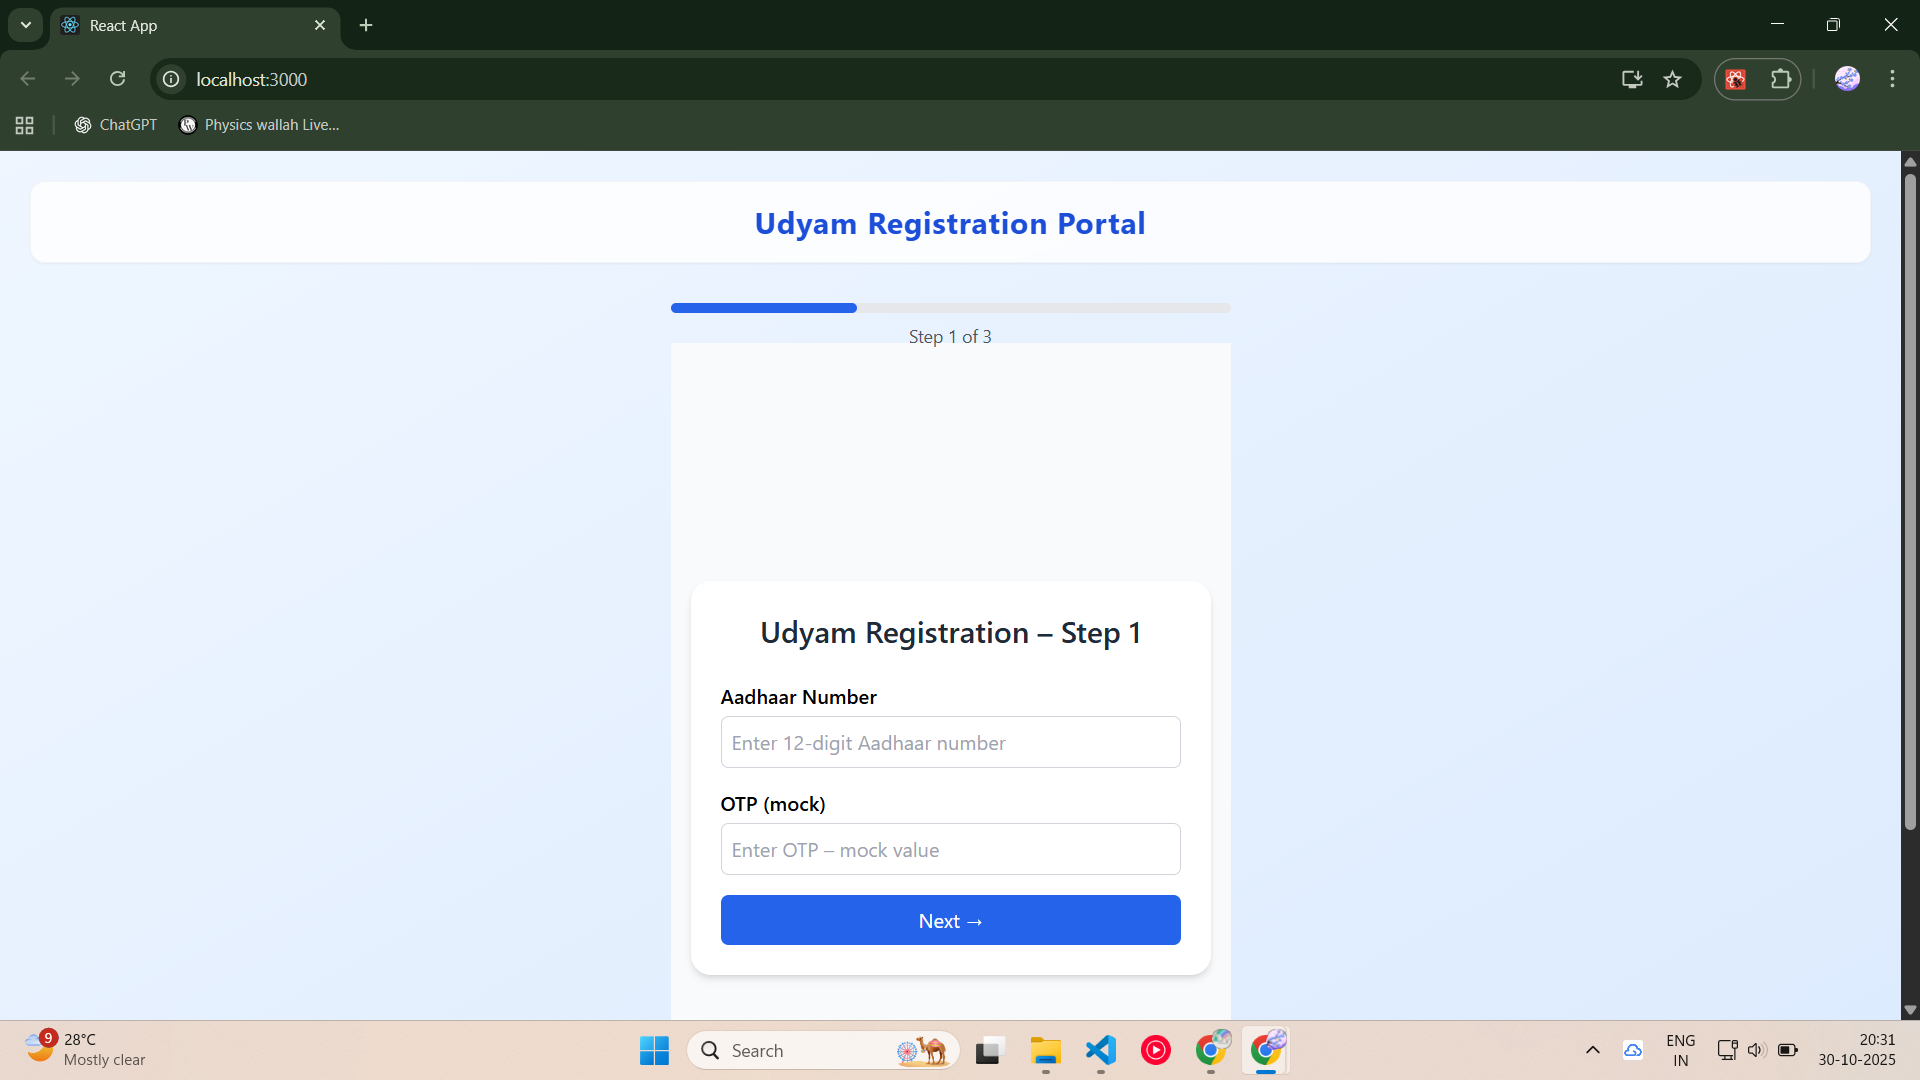 React App
localhost:3000
ChatGPT
Physics wallah Live...
Udyam Registration Portal
Step 1 of 3
Udyam Registration – Step 1
Aadhaar Number
Enter 12-digit Aadhaar number
OTP (mock)
Enter OTP – mock value
Next →
9
28°C
Mostly clear
Search
ENG
IN
20:31
30-10-2025